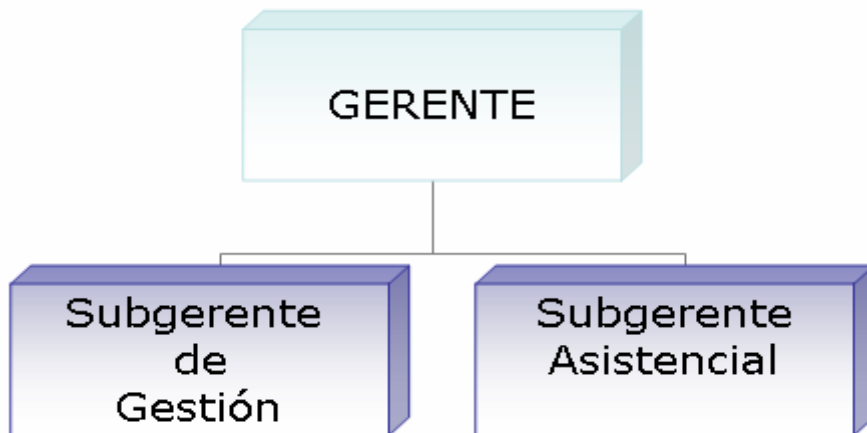 GERENTE
Subgerente
de
Gestión
Subgerente
Asistencial